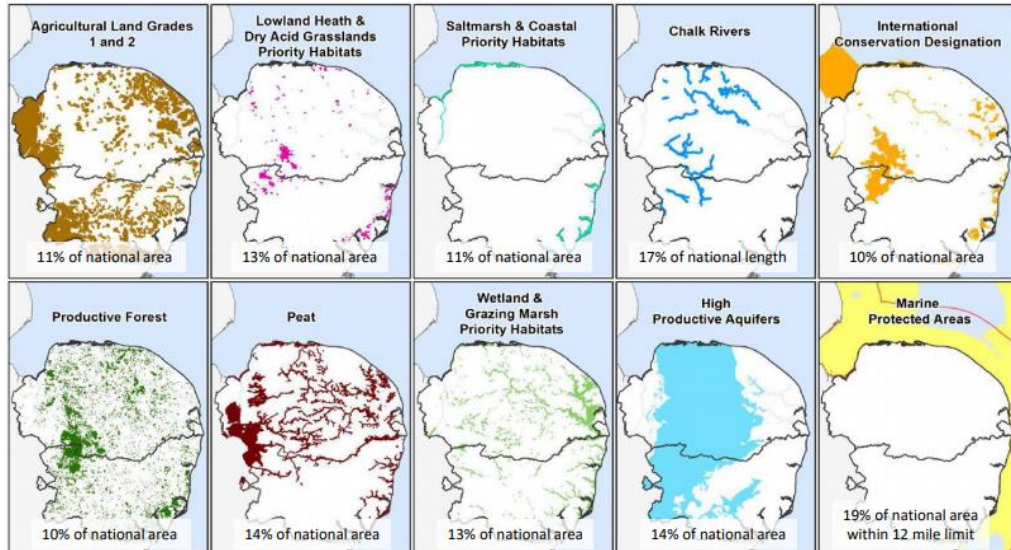 Agricultural Land Grades
1 and 2
11% of national area
Lowland Heath &
Dry Acid Grasslands
Priority Habitats
13% of national area
Saltmarsh & Coastal
Priority Habitats
11% of national area
Chalk Rivers
17% of national length
International
Conservation Designation
10% of national area
Productive Forest
10% of national area
Peat
14% of national area
Wetland &
Grazing Marsh
Priority Habitats
13% of national area
High
Productive Aquifers
14% of national area
Marine
Protected Areas
19% of national area
within 12 mile limit